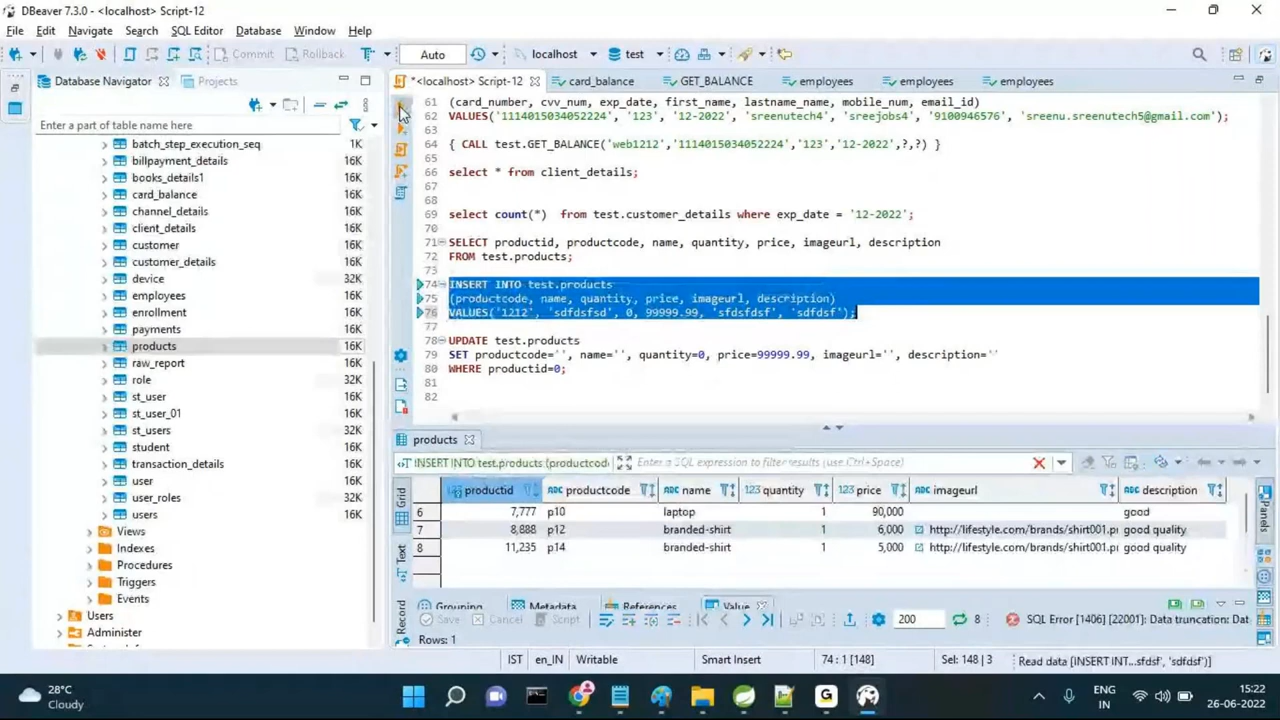 DBeaver 7.3.0 - <localhost> Script-12
File Edit Navigate Search SQL Editor Database Window Help
Commit Rollback Auto localhost test
Database Navigator Projects
*<localhost> Script-12 card_balance GET_BALANCE employees employees employees
Enter a part of table name here
batch_step_execution_seq 1K
billpayment_details 16K
books_details1 16K
card_balance 16K
channel_details 16K
client_details 16K
customer 16K
customer_details 16K
device 32K
employees 16K
enrollment 16K
payments 16K
products 16K
raw_report 16K
role 32K
st_user 16K
st_user_01 16K
st_users 32K
student 16K
transaction_details 16K
user 16K
user_roles 32K
users 16K
Views
Indexes
Procedures
Triggers
Events
Users
Administer
61 (card_number, cvv_num, exp_date, first_name, lastname_name, mobile_num, email_id)
62 VALUES('1114015034052224', '123', '12-2022', 'sreenutech4', 'sreejobs4', '9100946576', 'sreenu.sreenutech5@gmail.com');
63
64 { CALL test.GET_BALANCE('web1212','1114015034052224','123','12-2022',?,?) }
65
66 select * from client_details;
67
68
69 select count(*) from test.customer_details where exp_date = '12-2022';
70
71 SELECT productid, productcode, name, quantity, price, imageurl, description
72 FROM test.products;
73
74 INSERT INTO test.products
75 (productcode, name, quantity, price, imageurl, description)
76 VALUES('1212', 'sdfdsfsd', 0, 99999.99, 'sfdsfdsf', 'sdfdsf');
77
78 UPDATE test.products
79 SET productcode='', name='', quantity=0, price=99999.99, imageurl='', description=''
80 WHERE productid=0;
81
82
products
INSERT INTO test.products (productcod Enter a SQL expression to filter results (use Ctrl+Space)
Grid
Text
Record
productid productcode name quantity price imageurl description
6 7,777 p10 laptop 1 90,000 good
7 8,888 p12 branded-shirt 1 6,000 http://lifestyle.com/brands/shirt001.p good quality
8 11,235 p14 branded-shirt 1 5,000 http://lifestyle.com/brands/shirt001.p good quality
Panels
Grouping Metadata References Value
Save Cancel Script 200 8 SQL Error [1406] [22001]: Data truncation: Dat
Rows: 1
IST en_IN Writable Smart Insert 74 : 1 [148] Sel: 148 | 3 Read data [INSERT INT...sfdsf', 'sdfdsf')]
28°C
Cloudy
ENG
IN
15:22
26-06-2022